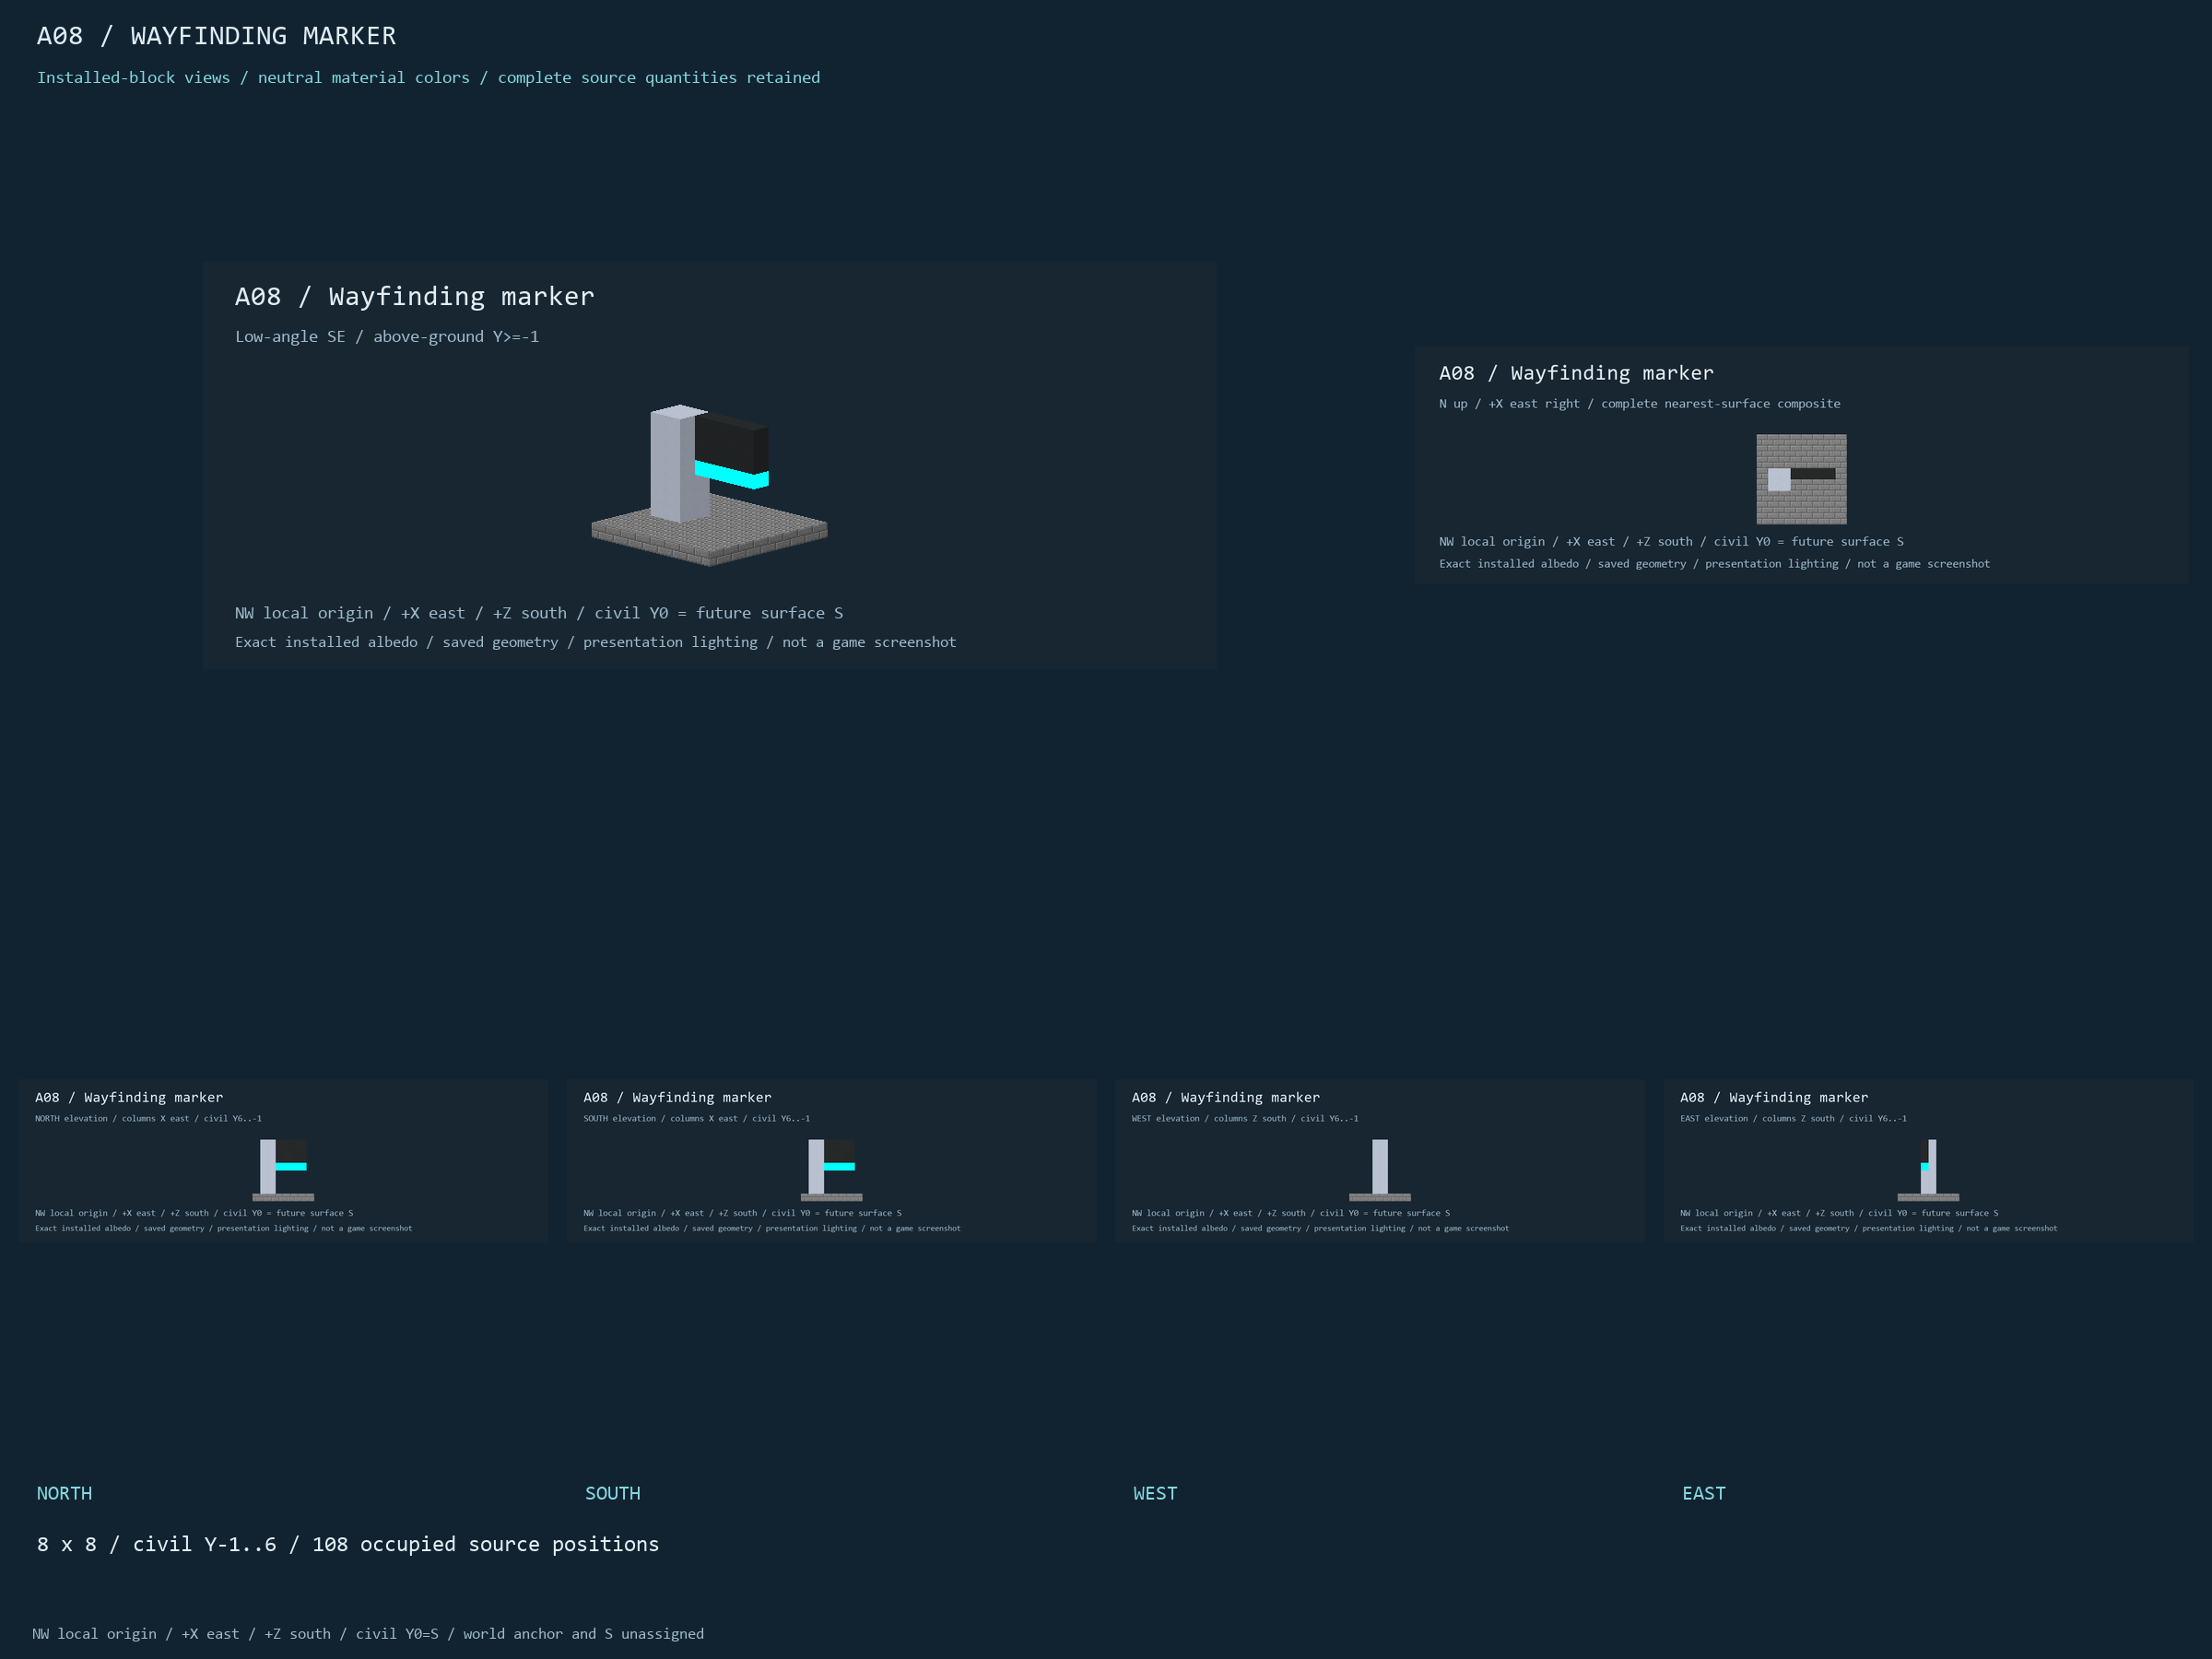 A08 / WAYFINDING MARKER
Installed-block views / neutral material colors / complete source quantities retained
A08 / Wayfinding marker
Low-angle SE / above-ground Y>=-1
NW local origin / +X east / +Z south / civil Y0 = future surface S
Exact installed albedo / saved geometry / presentation lighting / not a game screenshot
A08 / Wayfinding marker
N up / +X east right / complete nearest-surface composite
NW local origin / +X east / +Z south / civil Y0 = future surface S
Exact installed albedo / saved geometry / presentation lighting / not a game screenshot
A08 / Wayfinding marker
NORTH elevation / columns X east / civil Y6..-1
NW local origin / +X east / +Z south / civil Y0 = future surface S
Exact installed albedo / saved geometry / presentation lighting / not a game screenshot
A08 / Wayfinding marker
SOUTH elevation / columns X east / civil Y6..-1
NW local origin / +X east / +Z south / civil Y0 = future surface S
Exact installed albedo / saved geometry / presentation lighting / not a game screenshot
A08 / Wayfinding marker
WEST elevation / columns Z south / civil Y6..-1
NW local origin / +X east / +Z south / civil Y0 = future surface S
Exact installed albedo / saved geometry / presentation lighting / not a game screenshot
A08 / Wayfinding marker
EAST elevation / columns Z south / civil Y6..-1
NW local origin / +X east / +Z south / civil Y0 = future surface S
Exact installed albedo / saved geometry / presentation lighting / not a game screenshot
NORTH
SOUTH
WEST
EAST
8 x 8 / civil Y-1..6 / 108 occupied source positions
NW local origin / +X east / +Z south / civil Y0=S / world anchor and S unassigned